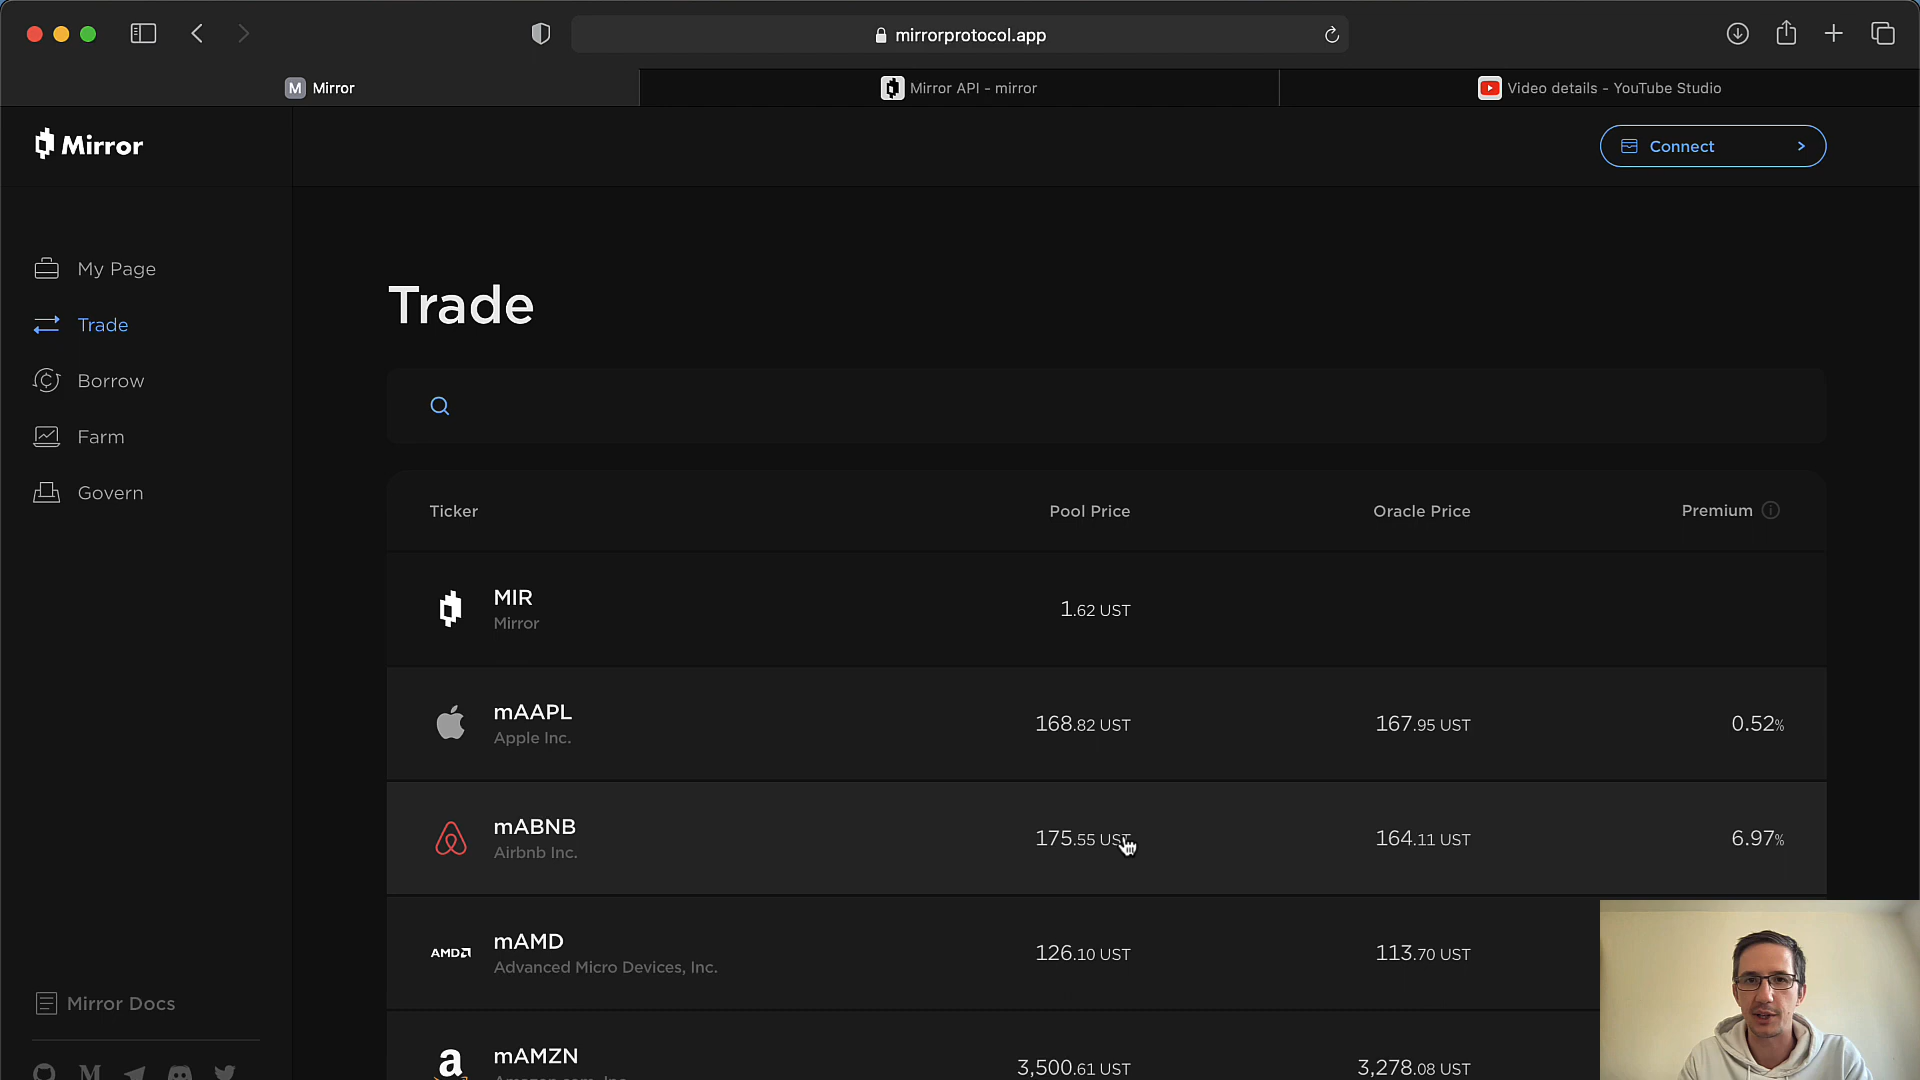 mirrorprotocol.app
M Mirror
Mirror API - mirror
Video details - YouTube Studio
Mirror
Connect
My Page
Trade
Borrow
Farm
Govern
Mirror Docs
Trade
Ticker Pool Price Oracle Price Premium
MIR
Mirror
1.62 UST
mAAPL
Apple Inc.
168.82 UST 167.95 UST 0.52%
mABNB
Airbnb Inc.
175.55 UST 164.11 UST 6.97%
AMD
mAMD
Advanced Micro Devices, Inc.
126.10 UST 113.70 UST
a
mAMZN
3,500.61 UST 3,278.08 UST